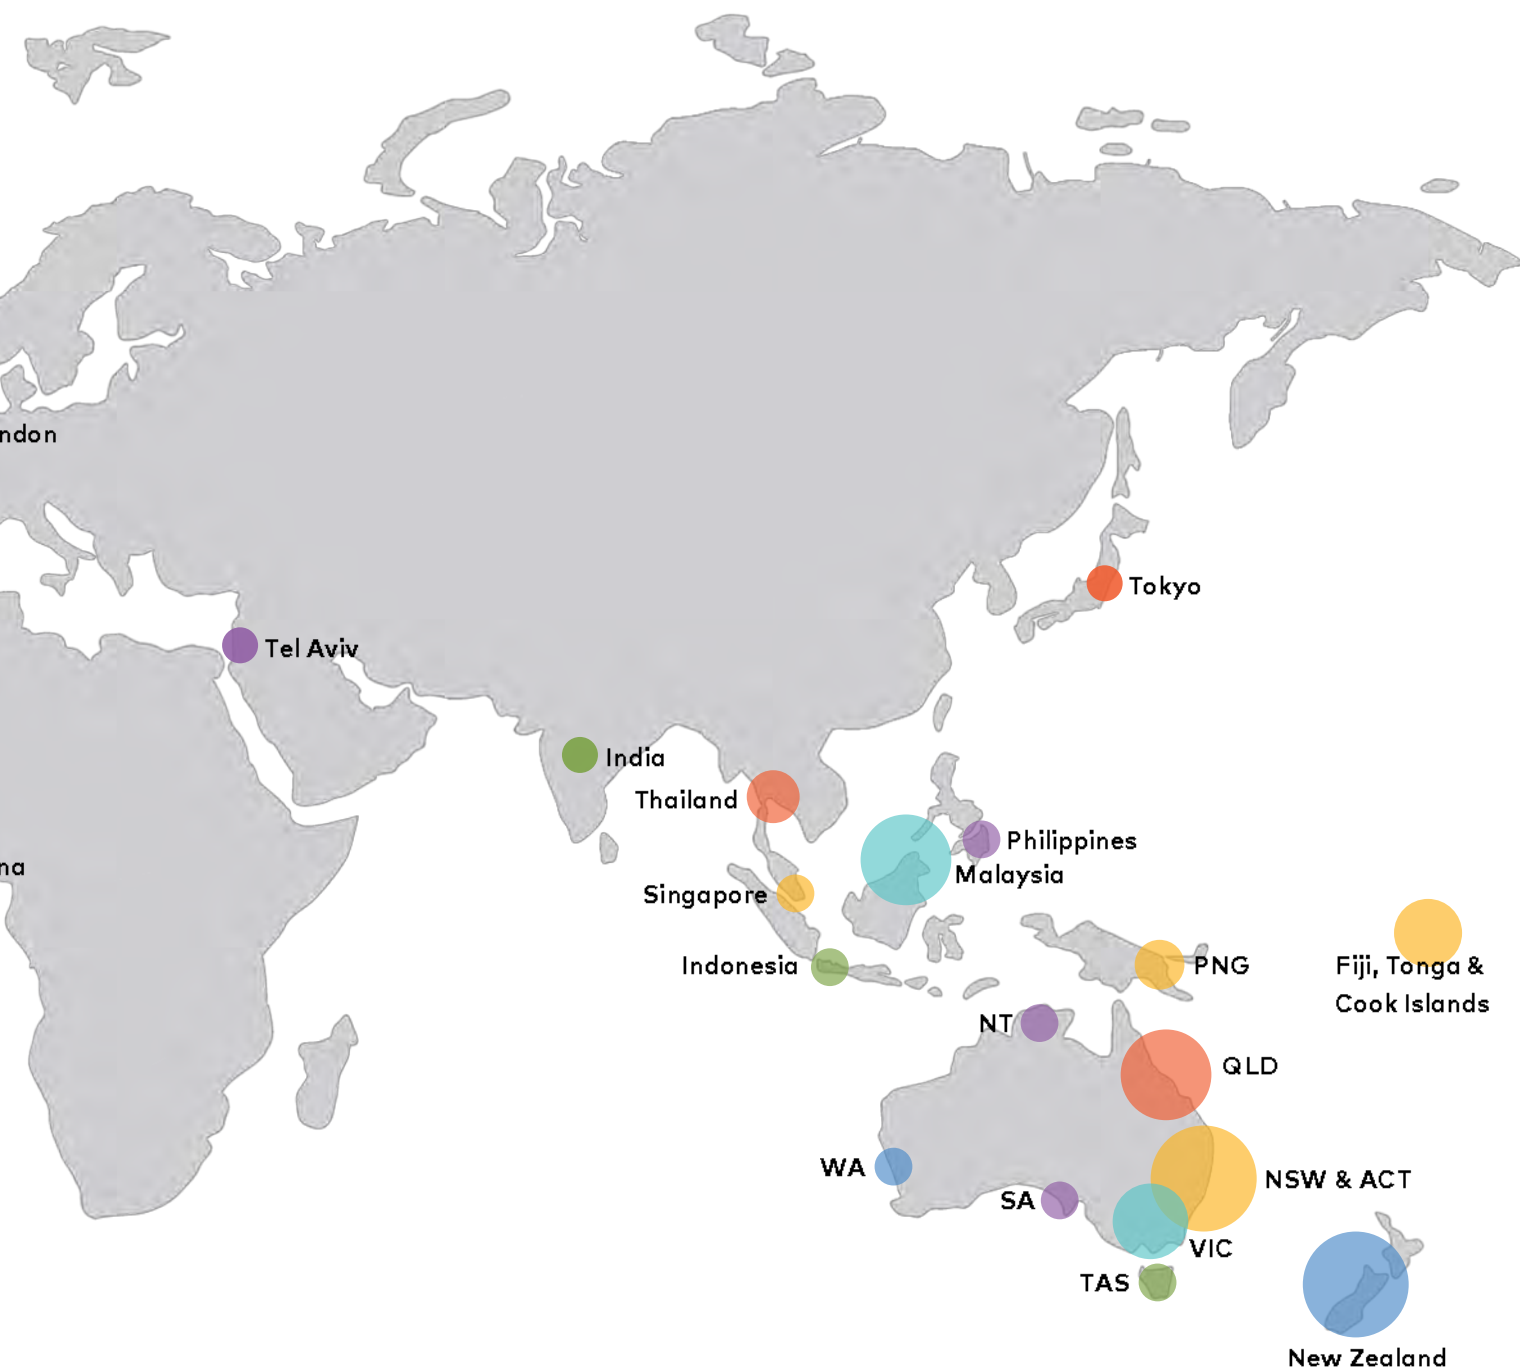 ndon
Tokyo
Tel Aviv
India
Thailand
Philippines
na
Malaysia
Singapore
Indonesia
PNG
Fiji, Tonga &
Cook Islands
NT
QLD
WA
NSW & ACT
SA
VIC
TAS
New Zealand